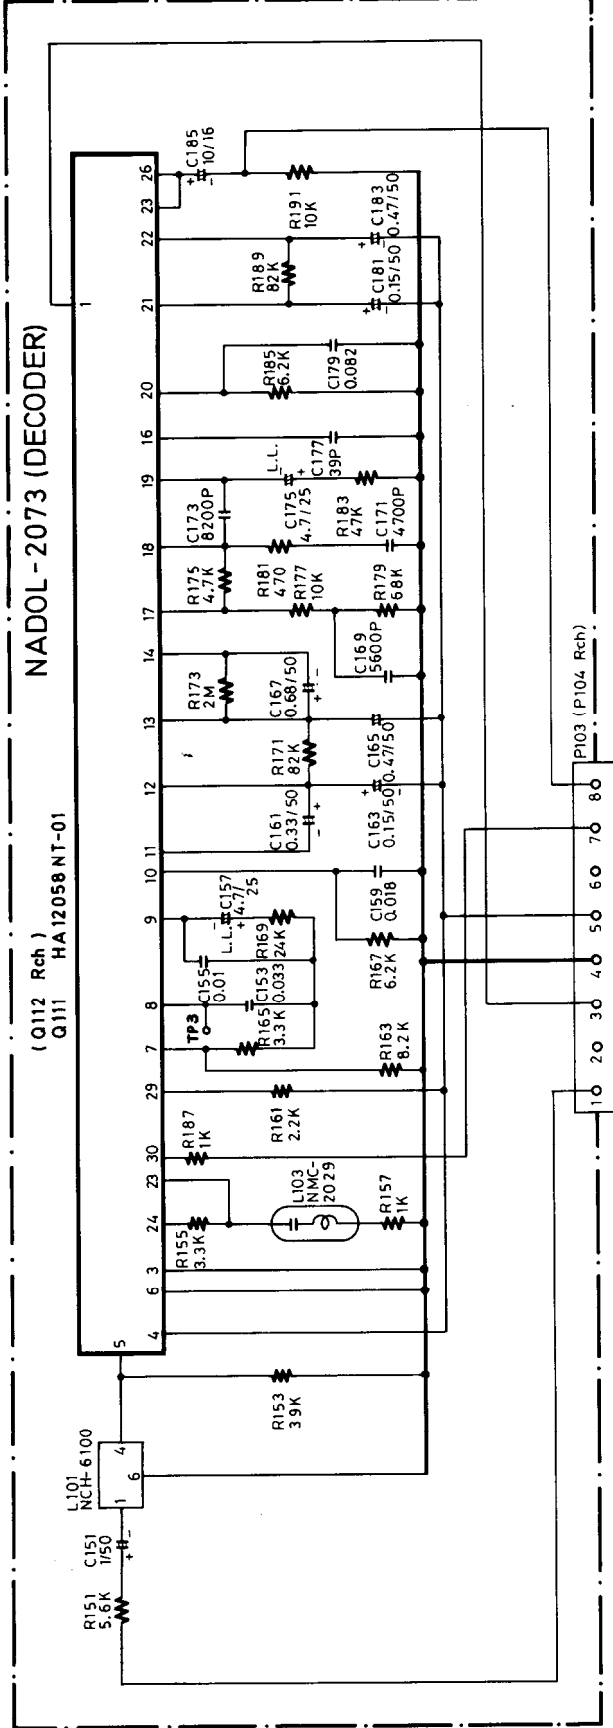 NADOL-2073 (DECODER)
(Q112 Rch)
Q111 HA12058NT-01
L101
NCH-6100
R151
5.6K
C151
1/50
+
-
1
4
6
5
R153
39K
4
6
3
24
23
30
29
7
8
9
10
11
12
13
14
17
18
19
16
20
21
22
23
26
1
R155
3.3K
L103
NMC-
2029
R157
1K
R187
1K
R161
2.2K
R163
8.2K
TP3
R165
3.3K
C155
0.01
C153
0.033
L.L.
-
+
C157
4.7/
25
R169
24K
R167
6.2K
C159
0.018
C161
0.33/50
-
+
R171
82K
C163
0.15/50
+
-
C165
0.47/50
R173
2M
C167
0.68/50
+
-
C169
5600P
R175
4.7K
R177
10K
R179
68K
C173
8200P
R181
470
C171
4700P
L.L.
-
+
C175
4.7/25
R183
47K
C177
39P
R185
6.2K
C179
0.082
R189
82K
C181
0.15/50
+
-
C183
0.47/50
+
-
C185
10/16
+
-
R191
10K
P103 (P104 Rch)
1
2
3
4
5
6
7
8